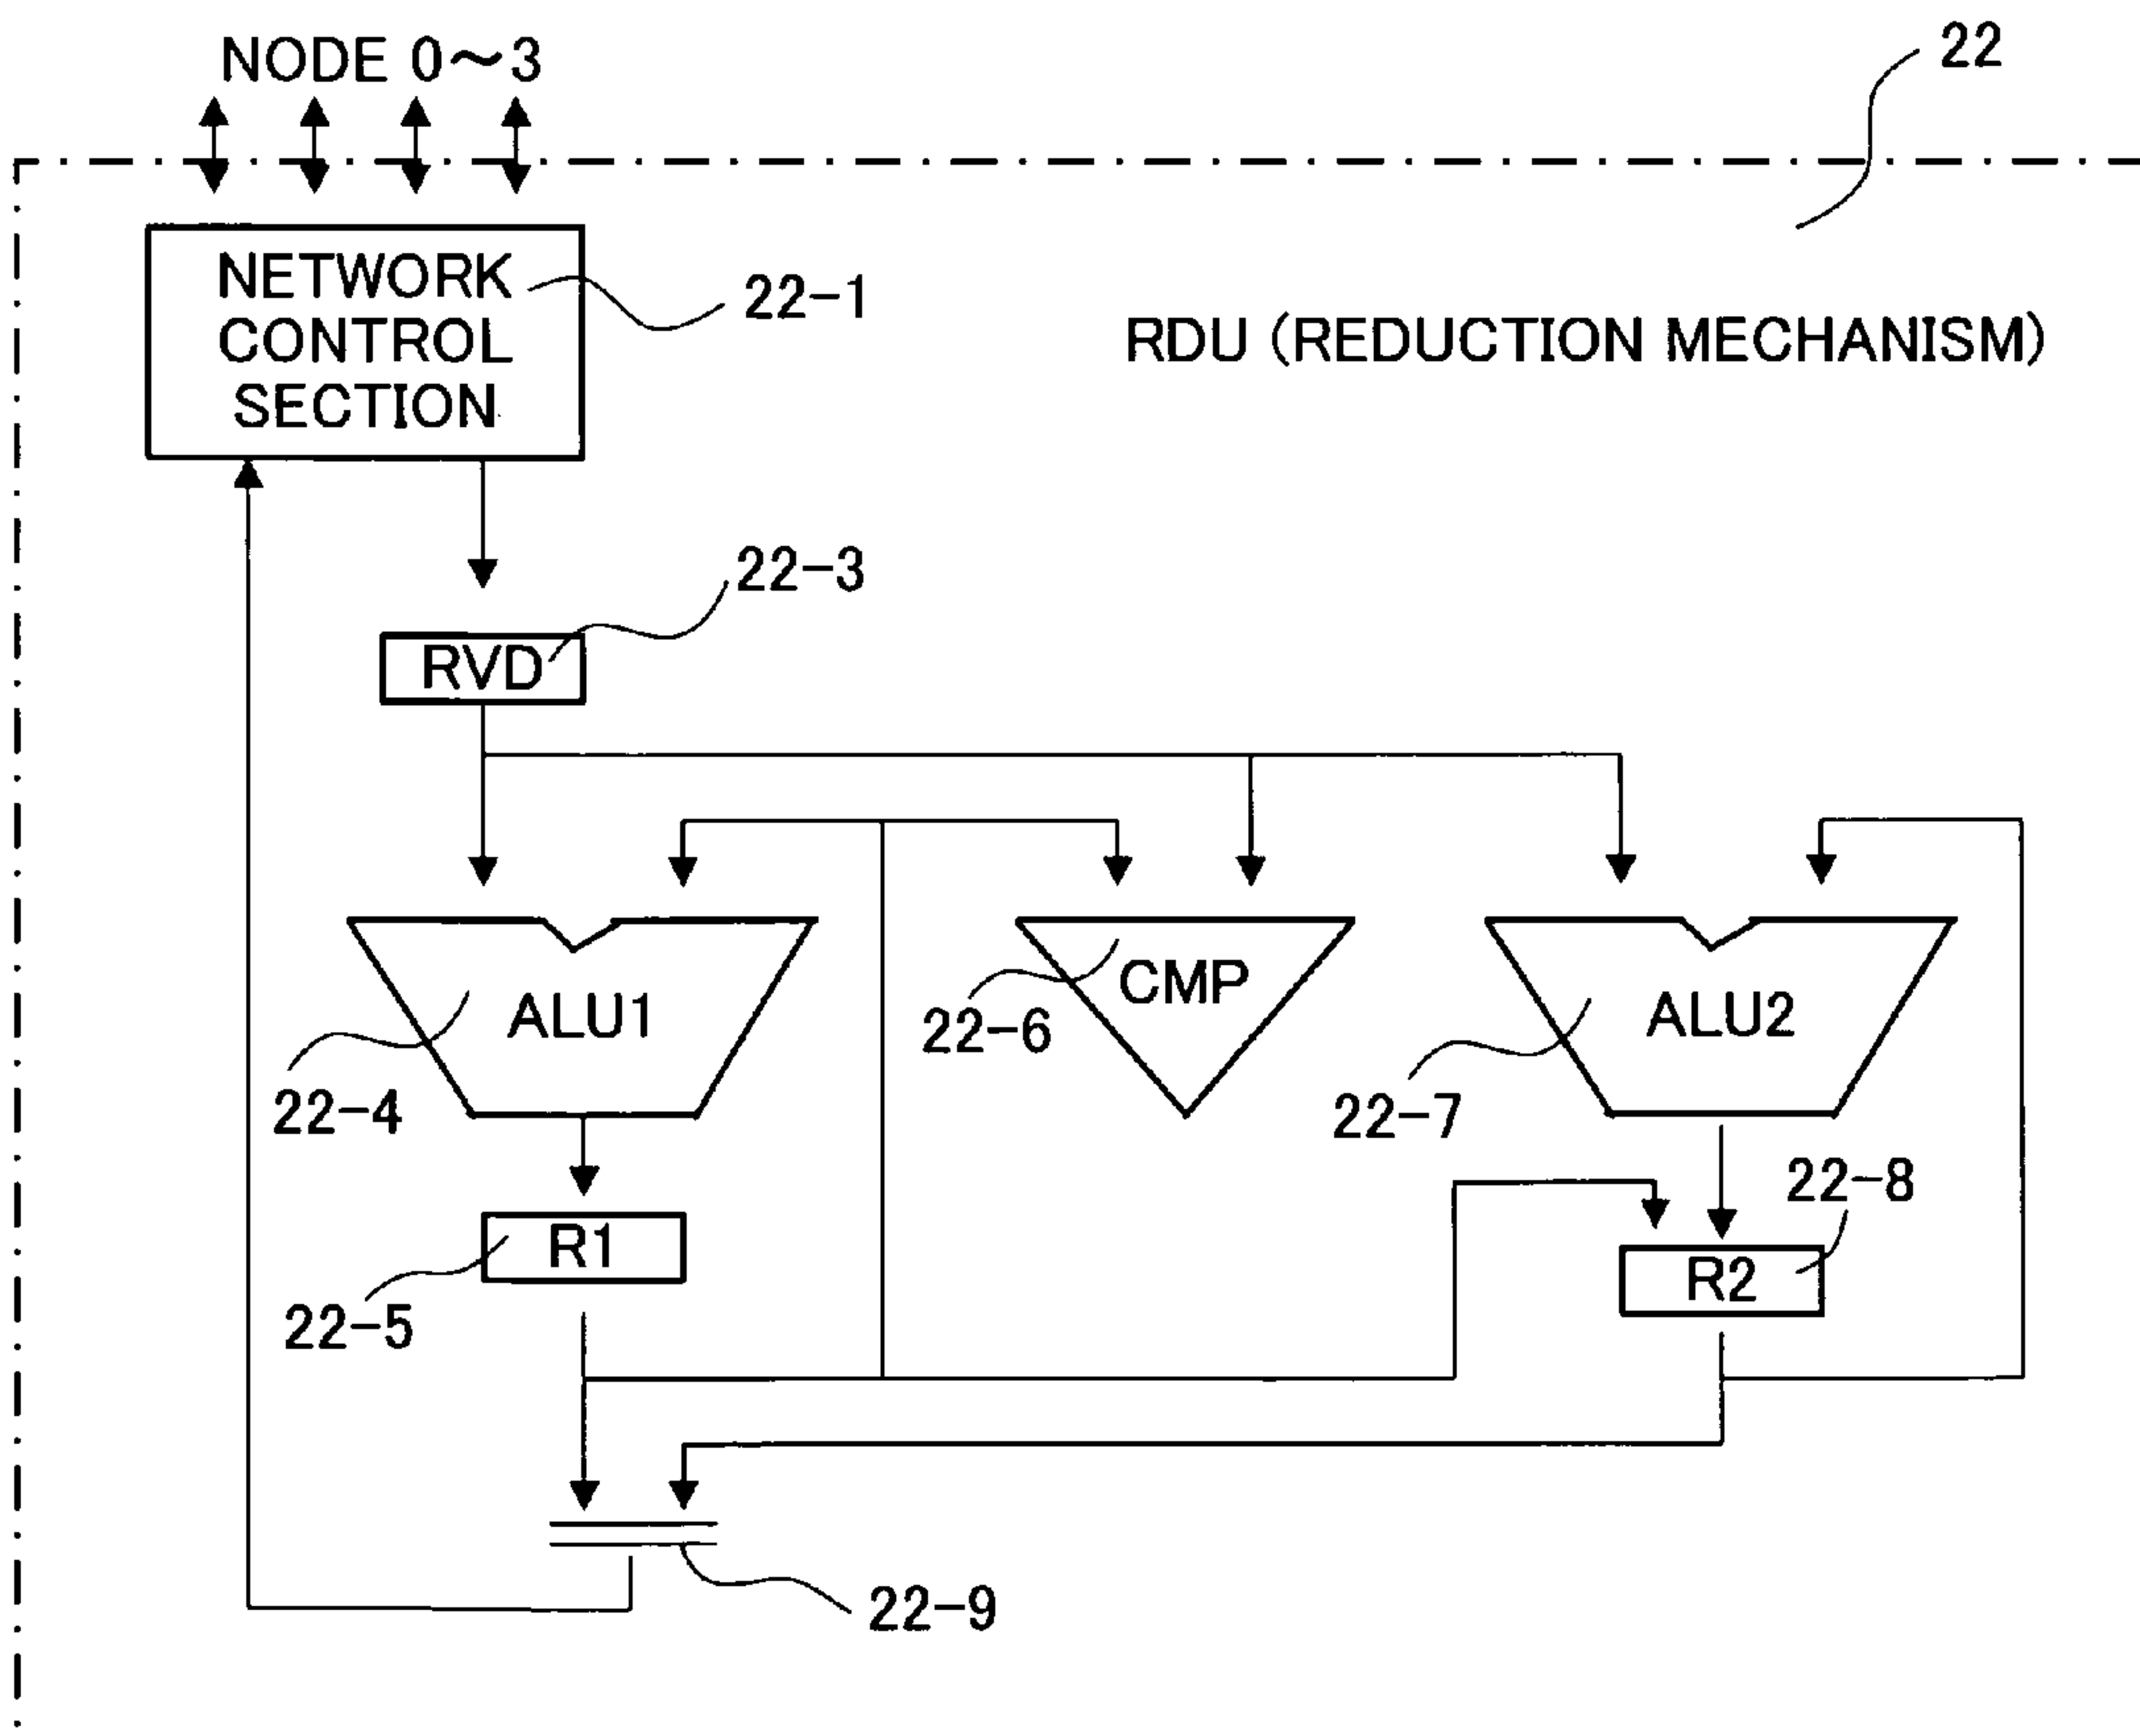 NODE 0～3
22
NETWORK
CONTROL
SECTION
22-1
RDU (REDUCTION MECHANISM)
22-3
RVD
ALU1
CMP
ALU2
22-4
22-6
22-7
22-8
R1
R2
22-5
22-9